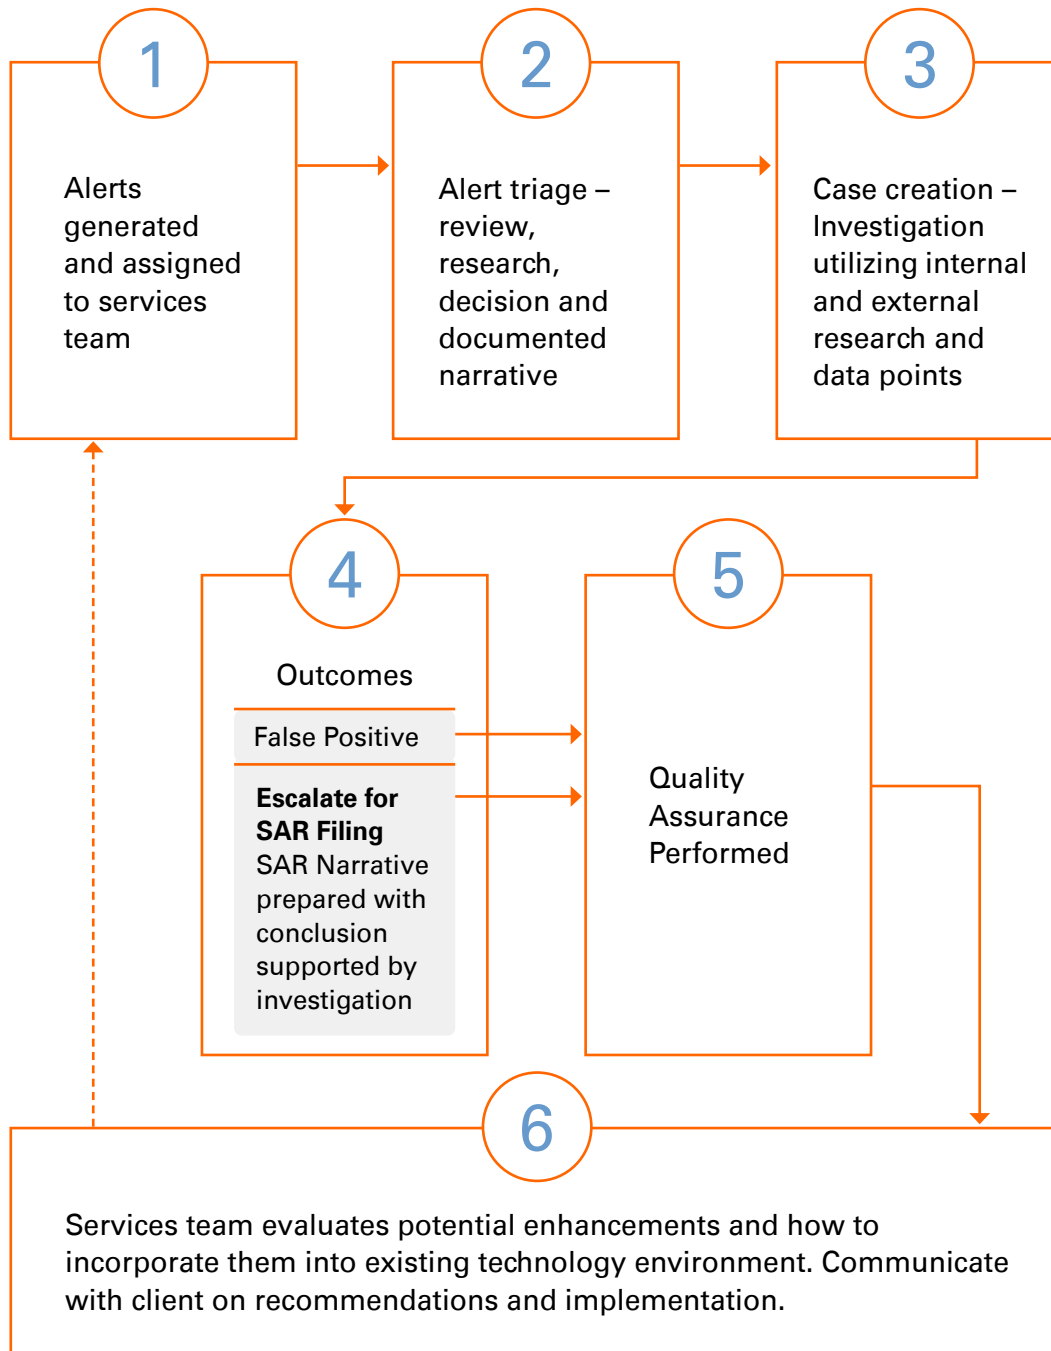 1
Alerts
generated
and assigned
to services
team
2
Alert triage –
review,
research,
decision and
documented
narrative
3
Case creation –
Investigation
utilizing internal
and external
research and
data points
4
Outcomes
False Positive
Escalate for
SAR Filing
SAR Narrative
prepared with
conclusion
supported by
investigation
5
Quality
Assurance
Performed
6
Services team evaluates potential enhancements and how to
incorporate them into existing technology environment. Communicate
with client on recommendations and implementation.